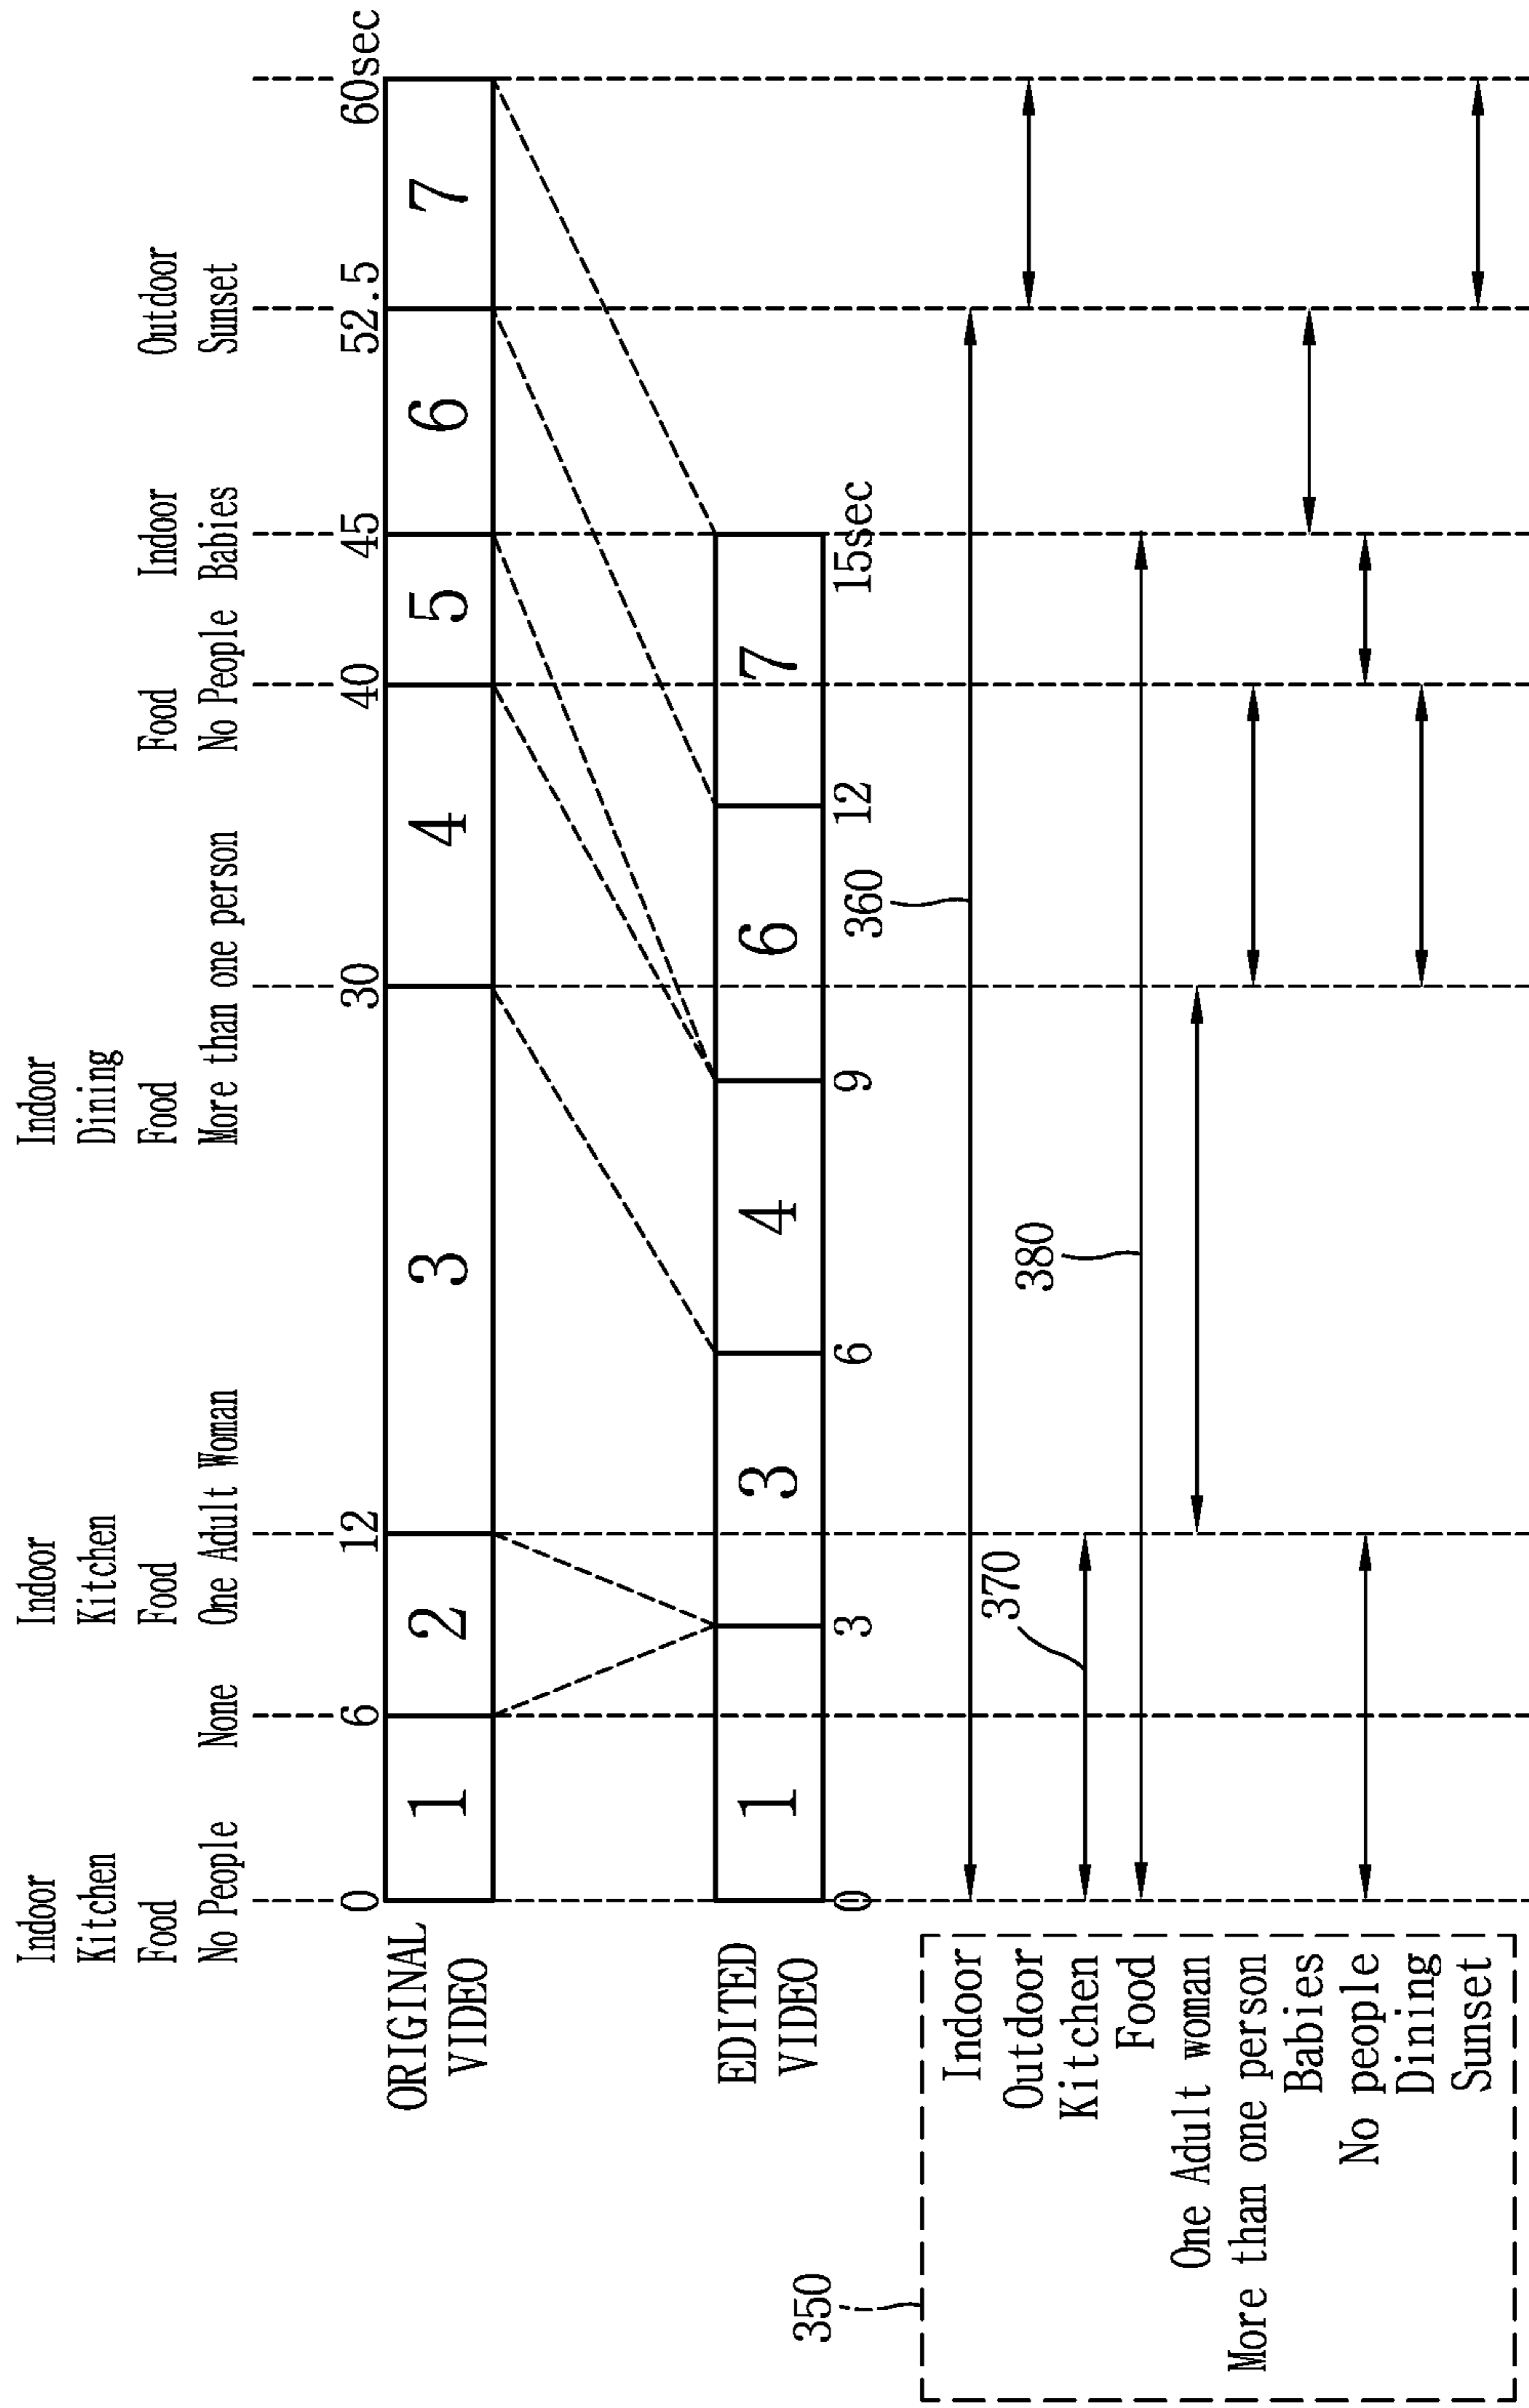 Indoor
Kitchen
Food
No People
None
Indoor
Kitchen
Food
One Adult Woman
Indoor
Dining
Food
More than one person
More than one person
Food
No People
Indoor
Babies
Outdoor
Sunset
0 6 12 30 40 45 52.5 60sec
ORIGINAL
VIDEO
1 2 3 4 5 6 7
EDITED
VIDEO
1 3 4 6 7
0 3 6 9 12 15sec
350
360
370
380
Indoor
Outdoor
Kitchen
Food
One Adult woman
More than one person
Babies
No people
Dining
Sunset